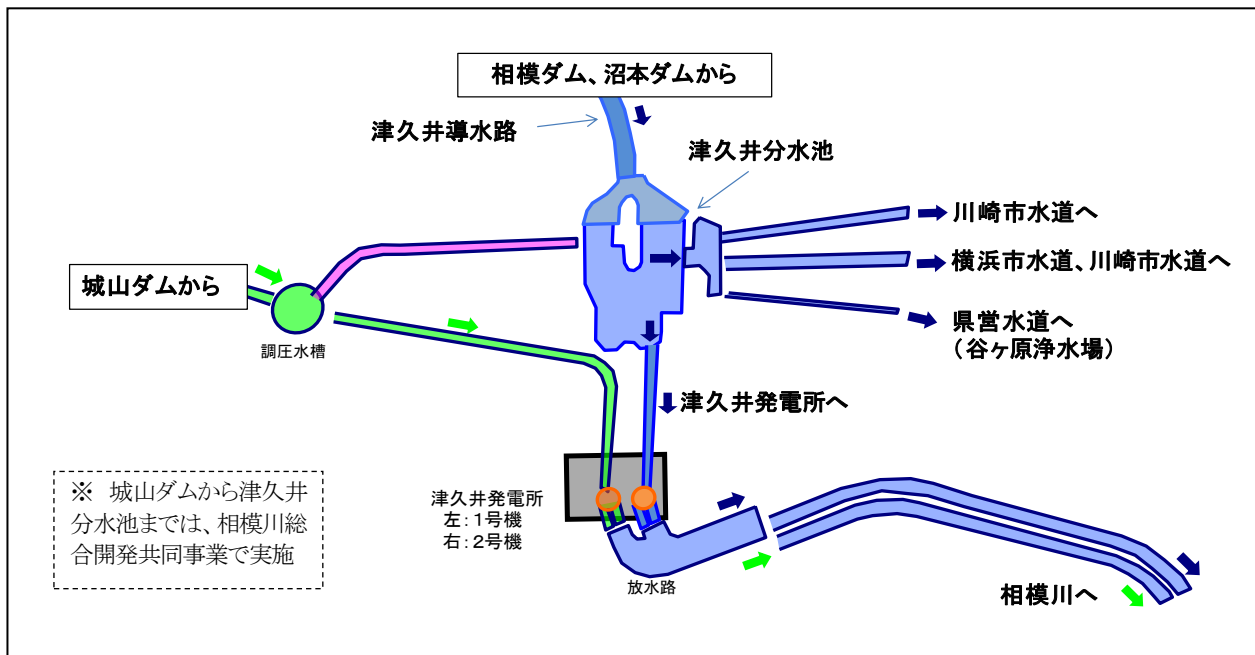 相模ダム、沼本ダムから
津久井導水路
津久井分水池
川崎市水道へ
横浜市水道、川崎市水道へ
城山ダムから
県営水道へ
（谷ヶ原浄水場）
調圧水槽
津久井発電所へ
※ 城山ダムから津久井
分水池までは、相模川総
合開発共同事業で実施
津久井発電所
左：1号機
右：2号機
放水路
相模川へ